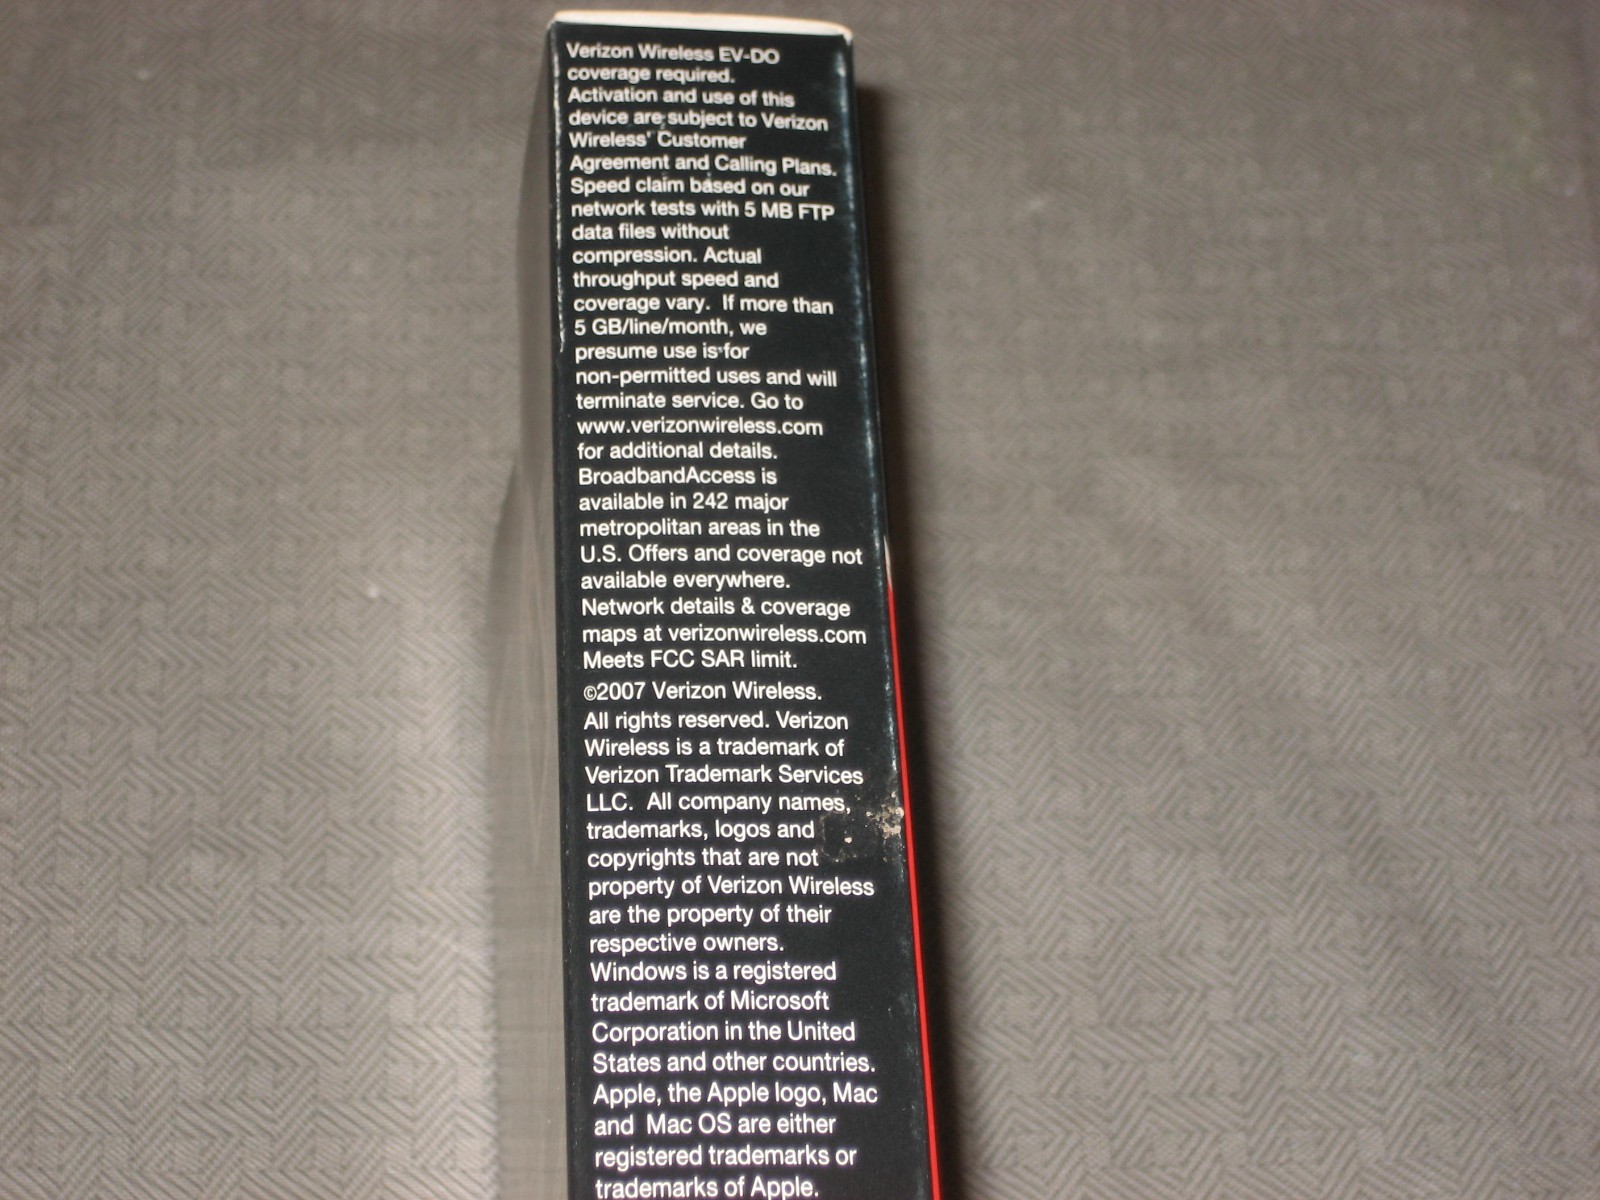 Verizon Wireless EV-DO
coverage required.
Activation and use of this
device are subject to Verizon
Wireless' Customer
Agreement and Calling Plans.
Speed claim based on our
network tests with 5 MB FTP
data files without
compression. Actual
throughput speed and
coverage vary.  If more than
5 GB/line/month, we
presume use is for
non-permitted uses and will
terminate service. Go to
www.verizonwireless.com
for additional details.
BroadbandAccess is
available in 242 major
metropolitan areas in the
U.S. Offers and coverage not
available everywhere.
Network details & coverage
maps at verizonwireless.com
Meets FCC SAR limit.
©2007 Verizon Wireless.
All rights reserved. Verizon
Wireless is a trademark of
Verizon Trademark Services
LLC.  All company names,
trademarks, logos and
copyrights that are not
property of Verizon Wireless
are the property of their
respective owners.
Windows is a registered
trademark of Microsoft
Corporation in the United
States and other countries.
Apple, the Apple logo, Mac
and  Mac OS are either
registered trademarks or
trademarks of Apple.